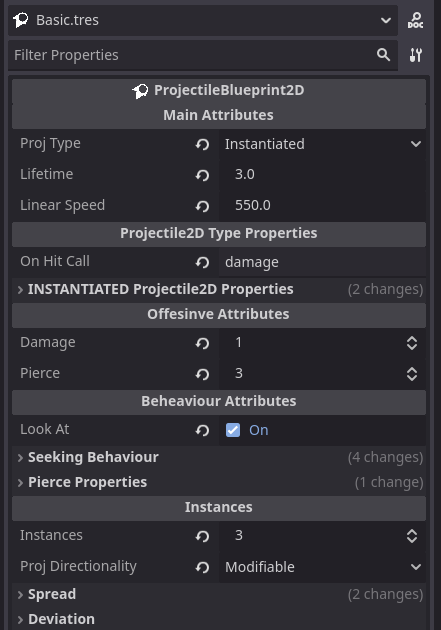 Basic.tres
DOC
Filter Properties
ProjectileBlueprint2D
Main Attributes
Proj Type Instantiated
Lifetime 3.0
Linear Speed 550.0
Projectile2D Type Properties
On Hit Call damage
INSTANTIATED Projectile2D Properties (2 changes)
Offesinve Attributes
Damage 1
Pierce 3
Beheaviour Attributes
Look At On
Seeking Behaviour (4 changes)
Pierce Properties (1 change)
Instances
Instances 3
Proj Directionality Modifiable
Spread (2 changes)
Deviation